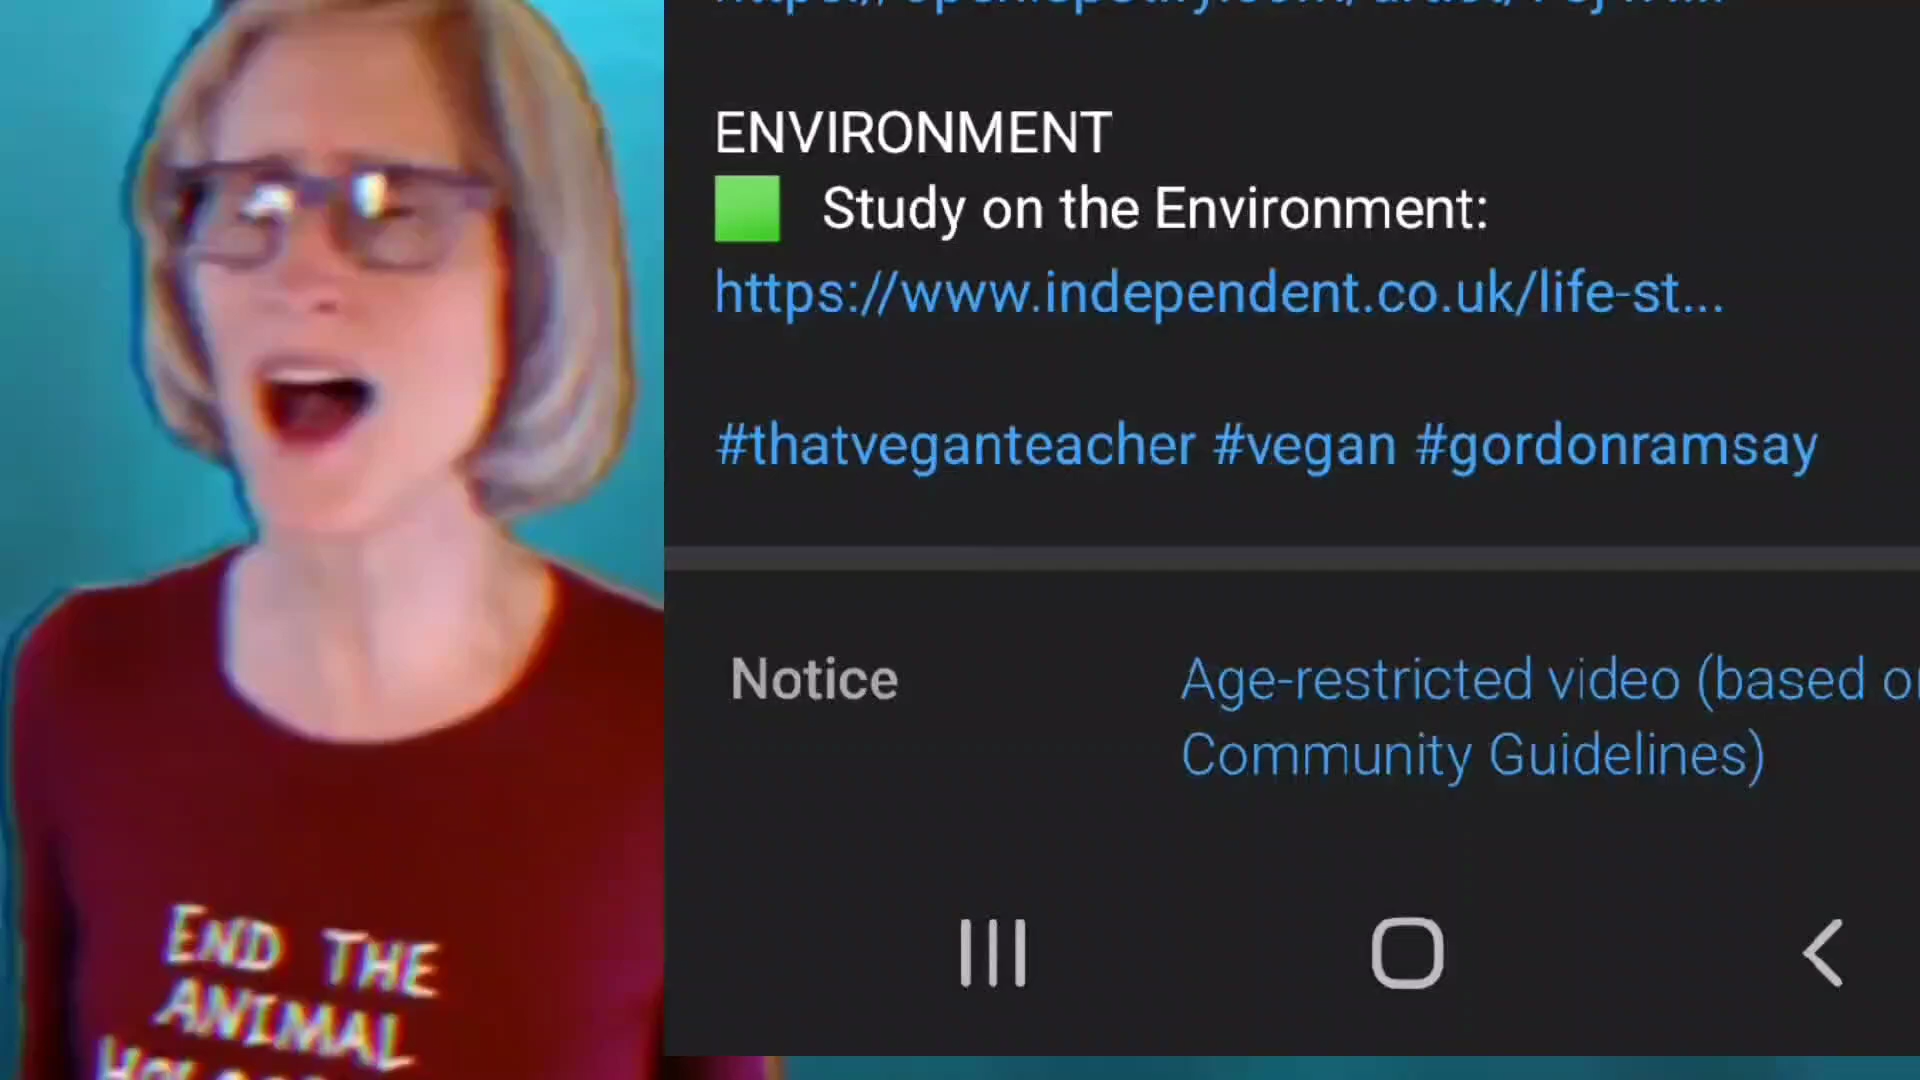 ENVIRONMENT
Study on the Environment:
https://www.independent.co.uk/life-st...
#thatveganteacher #vegan #gordonramsay
Notice
Age-restricted video (based
Community Guidelines)
END THE
ANIMAL